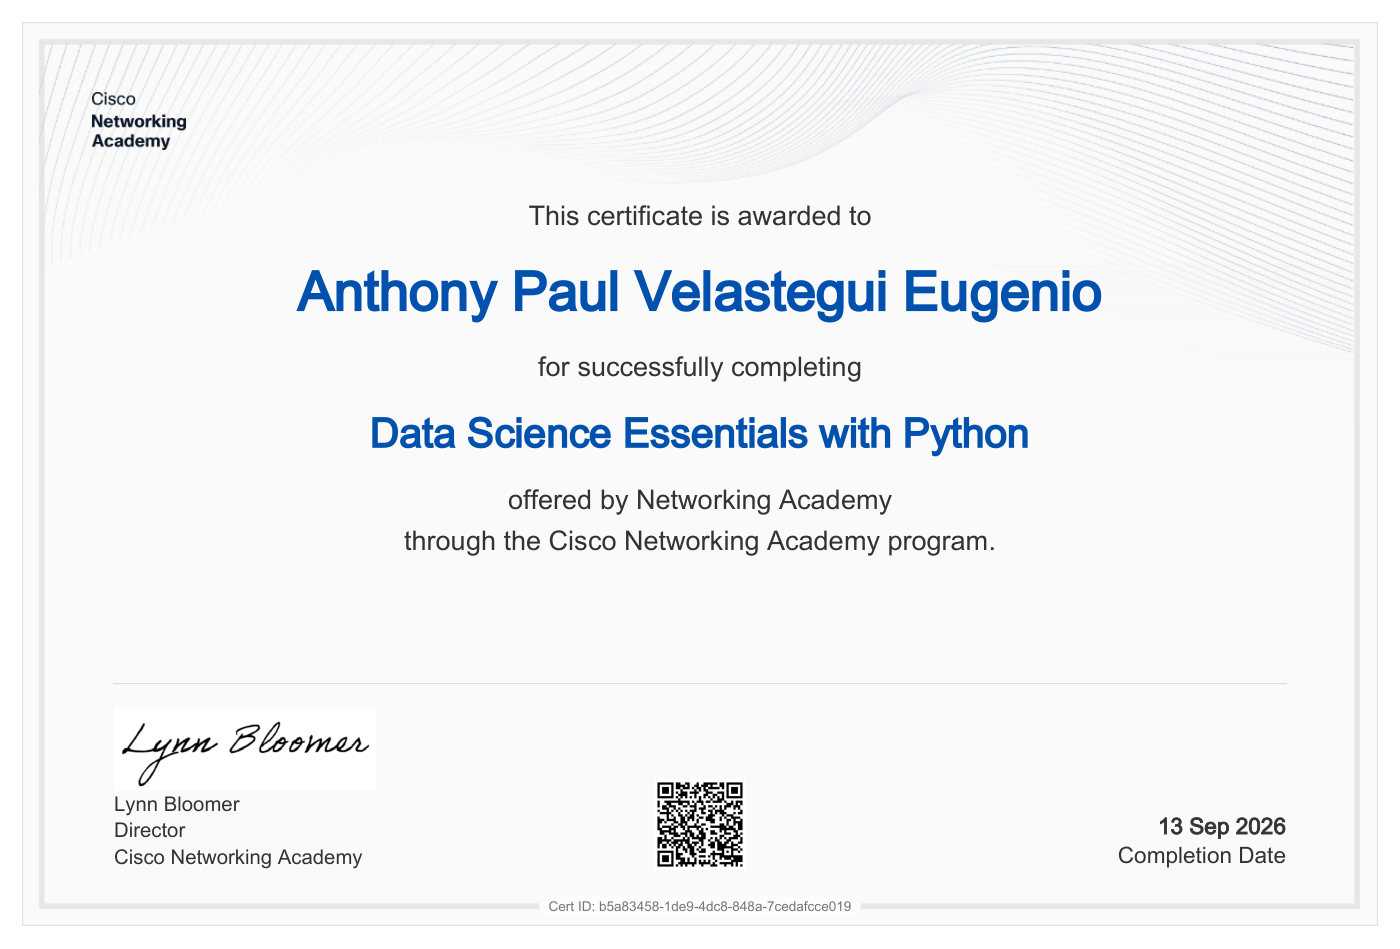 Cisco
Networking
Academy
This certificate is awarded to
Anthony Paul Velastegui Eugenio
for successfully completing
Data Science Essentials with Python
offered by Networking Academy
through the Cisco Networking Academy program.
Lynn Bloomer
Lynn Bloomer
Director
Cisco Networking Academy
13 Sep 2026
Completion Date
Cert ID: b5a83458-1de9-4dc8-848a-7cedafcce019